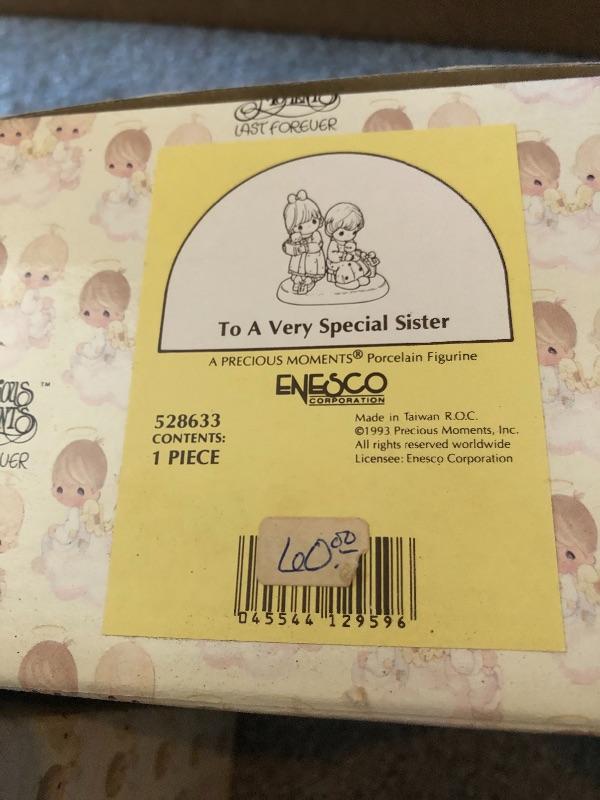 LAST FOREVER
To A Very Special Sister
A PRECIOUS MOMENTS® Porcelain Figurine
ENESCO
CORPORATION
528633
CONTENTS:
1 PIECE
Made in Taiwan R.O.C.
©1993 Precious Moments, Inc.
All rights reserved worldwide
Licensee: Enesco Corporation
60.00
045544 129596